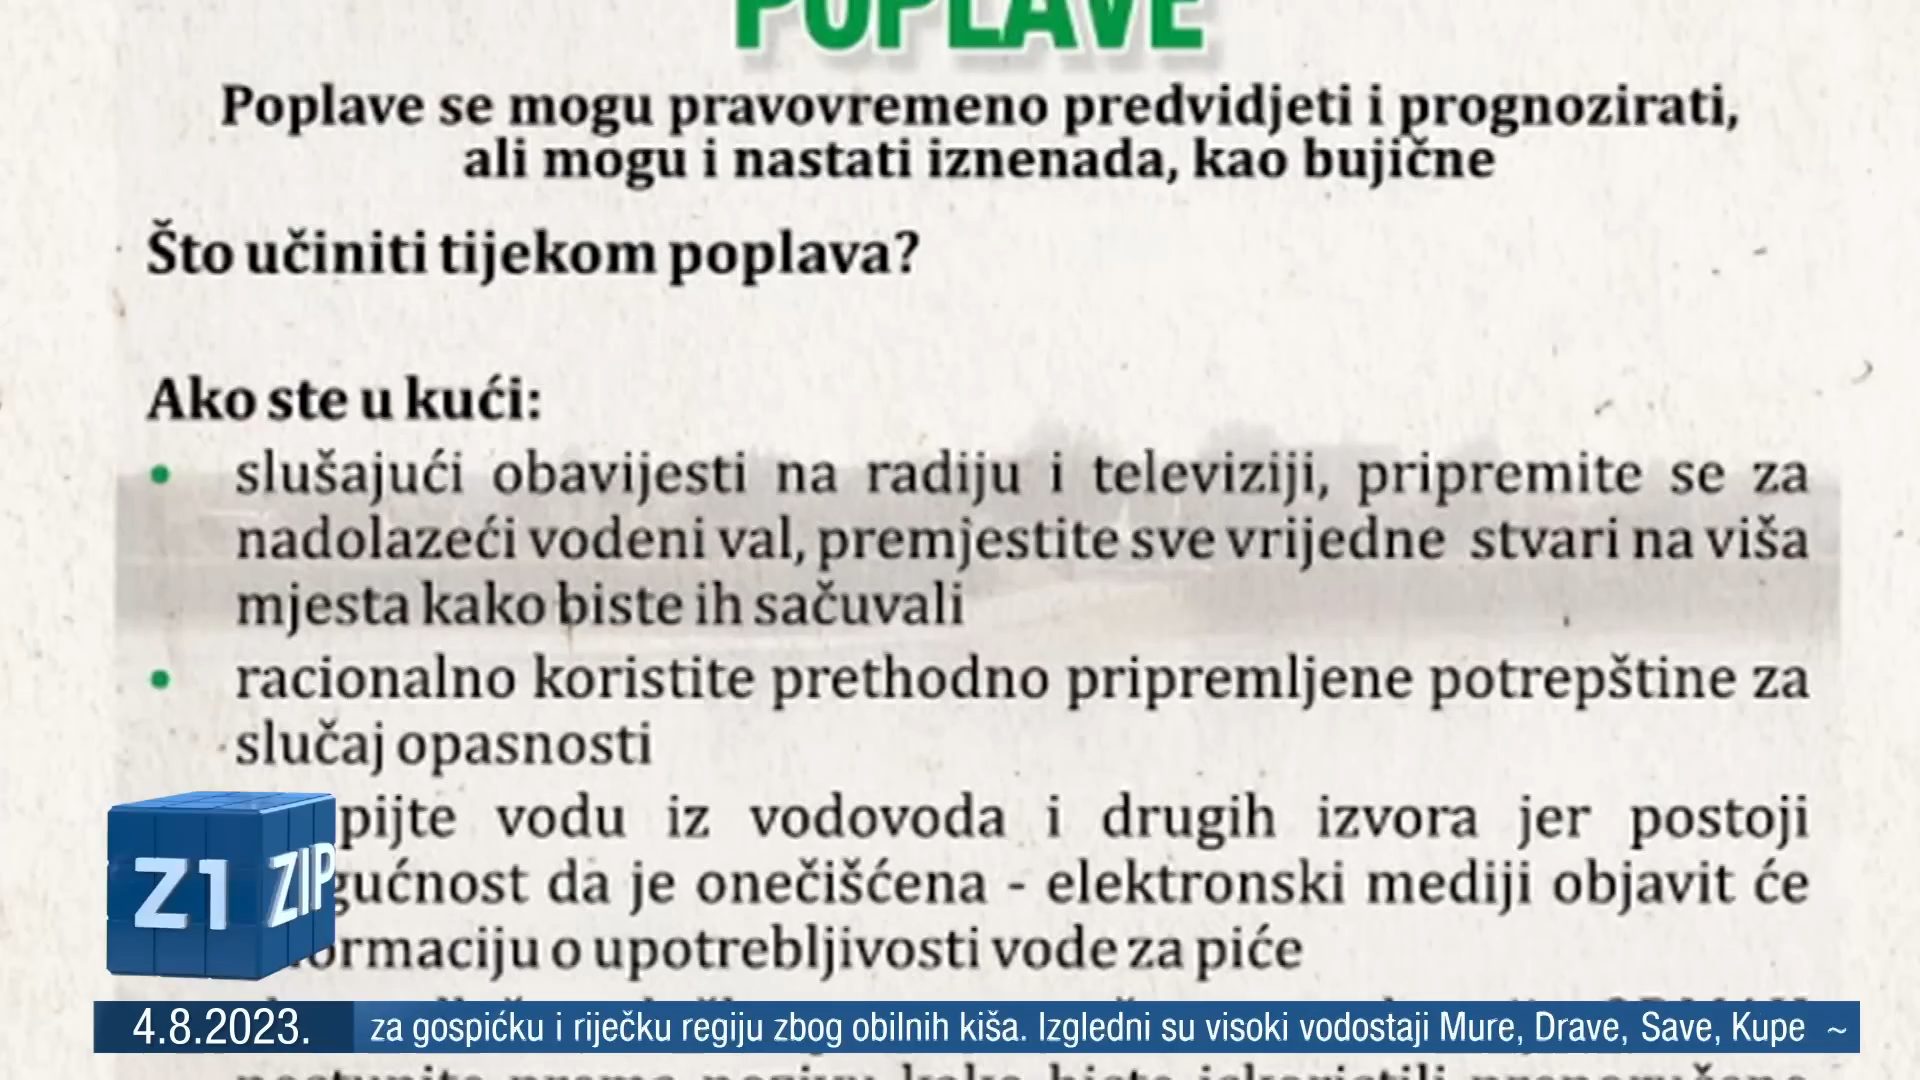 POPLAVE
Poplave se mogu pravovremeno predvidjeti i prognozirati,
ali mogu i nastati iznenada, kao bujične
Što učiniti tijekom poplava?
Ako ste u kući:
• slušajući obavijesti na radiju i televiziji, pripremite se za
nadolazeći vodeni val, premjestite sve vrijedne stvari na viša
mjesta kako biste ih sačuvali
• racionalno koristite prethodno pripremljene potrepštine za
slučaj opasnosti
pijte vodu iz vodovoda i drugih izvora jer postoji
gućnost da je onečišćena - elektronski mediji objavit će
ormaciju o upotrebljivosti vode za piće
Z1 ZIP
4.8.2023. za gospićku i riječku regiju zbog obilnih kiša. Izgledni su visoki vodostaji Mure, Drave, Save, Kupe ~